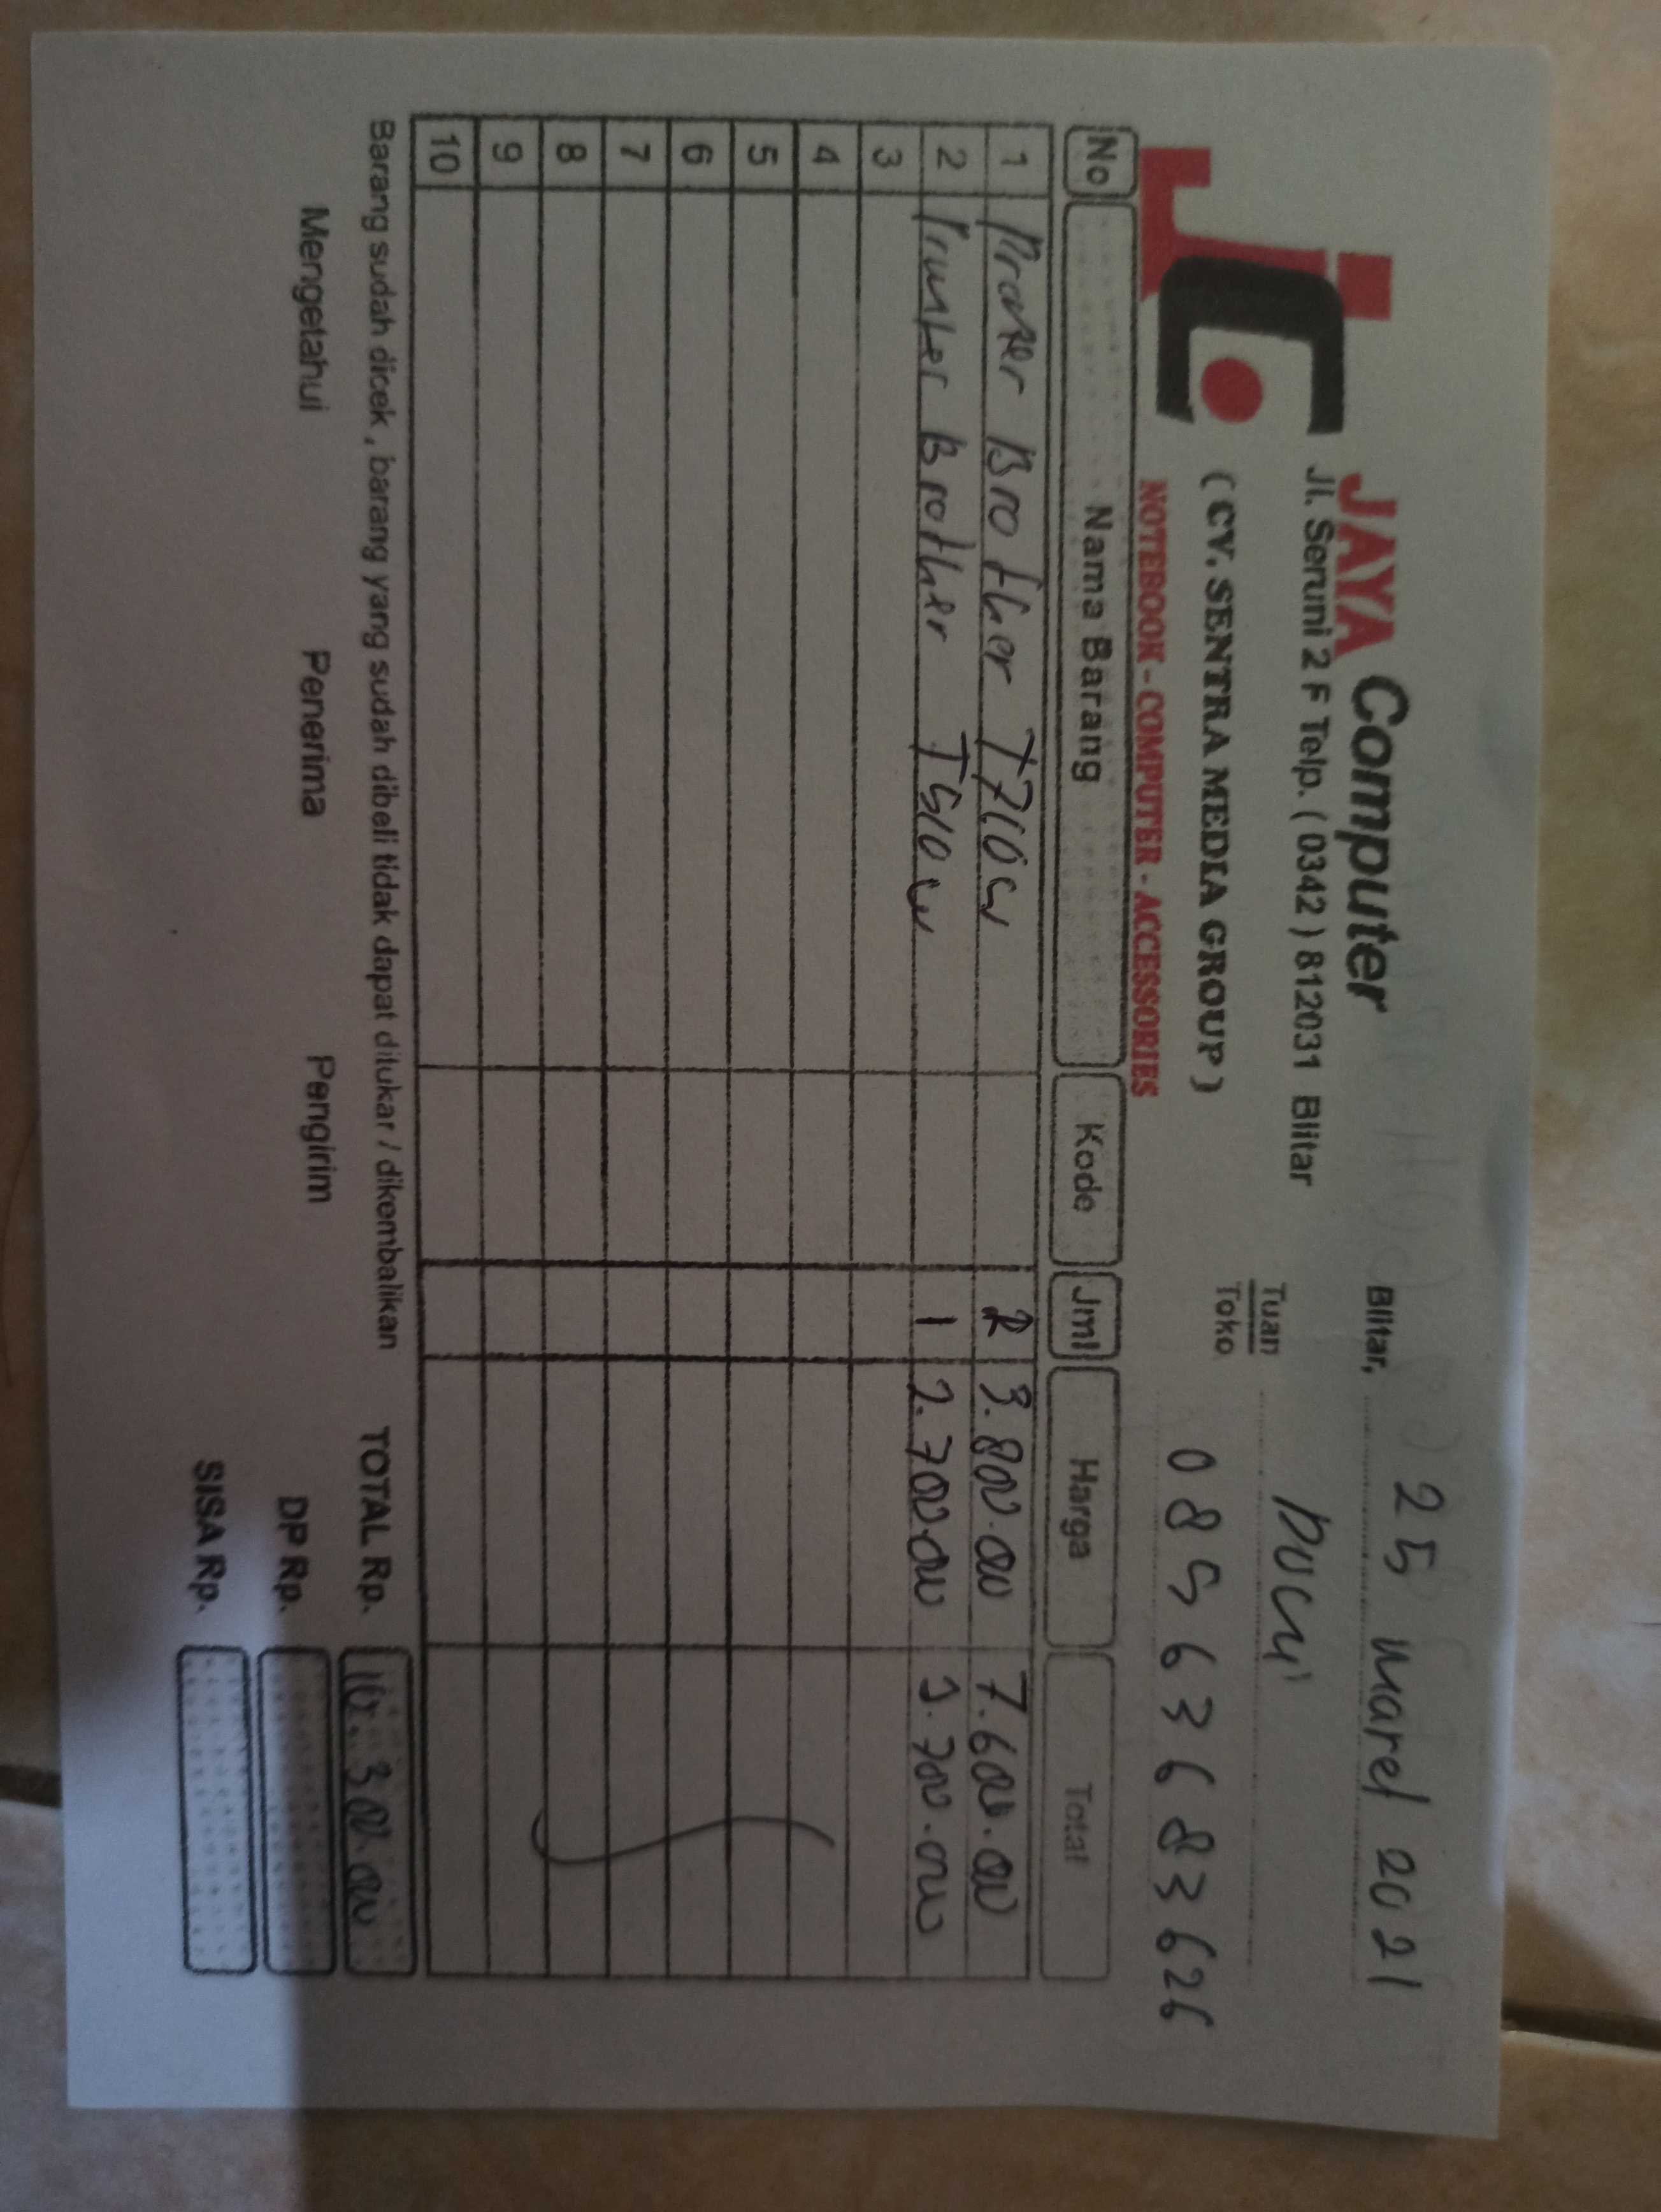 JAYA Computer
Jl. Seruni 2 F Telp. ( 0342 ) 812031 Blitar
( CV. SENTRA MEDIA GROUP )
NOTEBOOK - COMPUTER - ACCESSORIES
Blitar, 25 maret 2021
Tuan
Toko
085636683626
No Nama Barang Kode Jml Harga Total
1 Printer Brother T710w 2 3.800.000 7.600.000
2 Printer Brother T510w 1 2.700.000 2.700.000
3
4
5
6
7
8
9
10
Barang sudah dicek , barang yang sudah dibeli tidak dapat ditukar / dikembalikan
TOTAL Rp. 10.300.000
Mengetahui Penerima Pengirim
DP Rp.
SISA Rp.